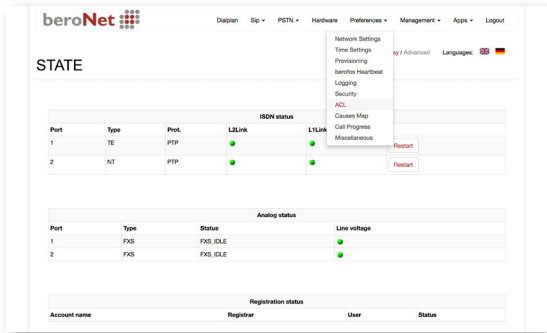 beroNet
Dialplan Sip PSTN Hardware Preferences Management Apps Logout
Network Settings
Time Settings
sy / Advanced Languages:
Provisioning
berofos Heartbeat
Logging
Security
ACL
Causes Map
Call Progress
Miscellaneous
STATE
ISDN status
Port Type Prot. L2Link L1Link
1 TE PTP Restart
2 NT PTP Restart
Analog status
Port Type Status Line voltage
1 FXS FXS_IDLE
2 FXS FXS_IDLE
Registration status
Account name Registrar User Status